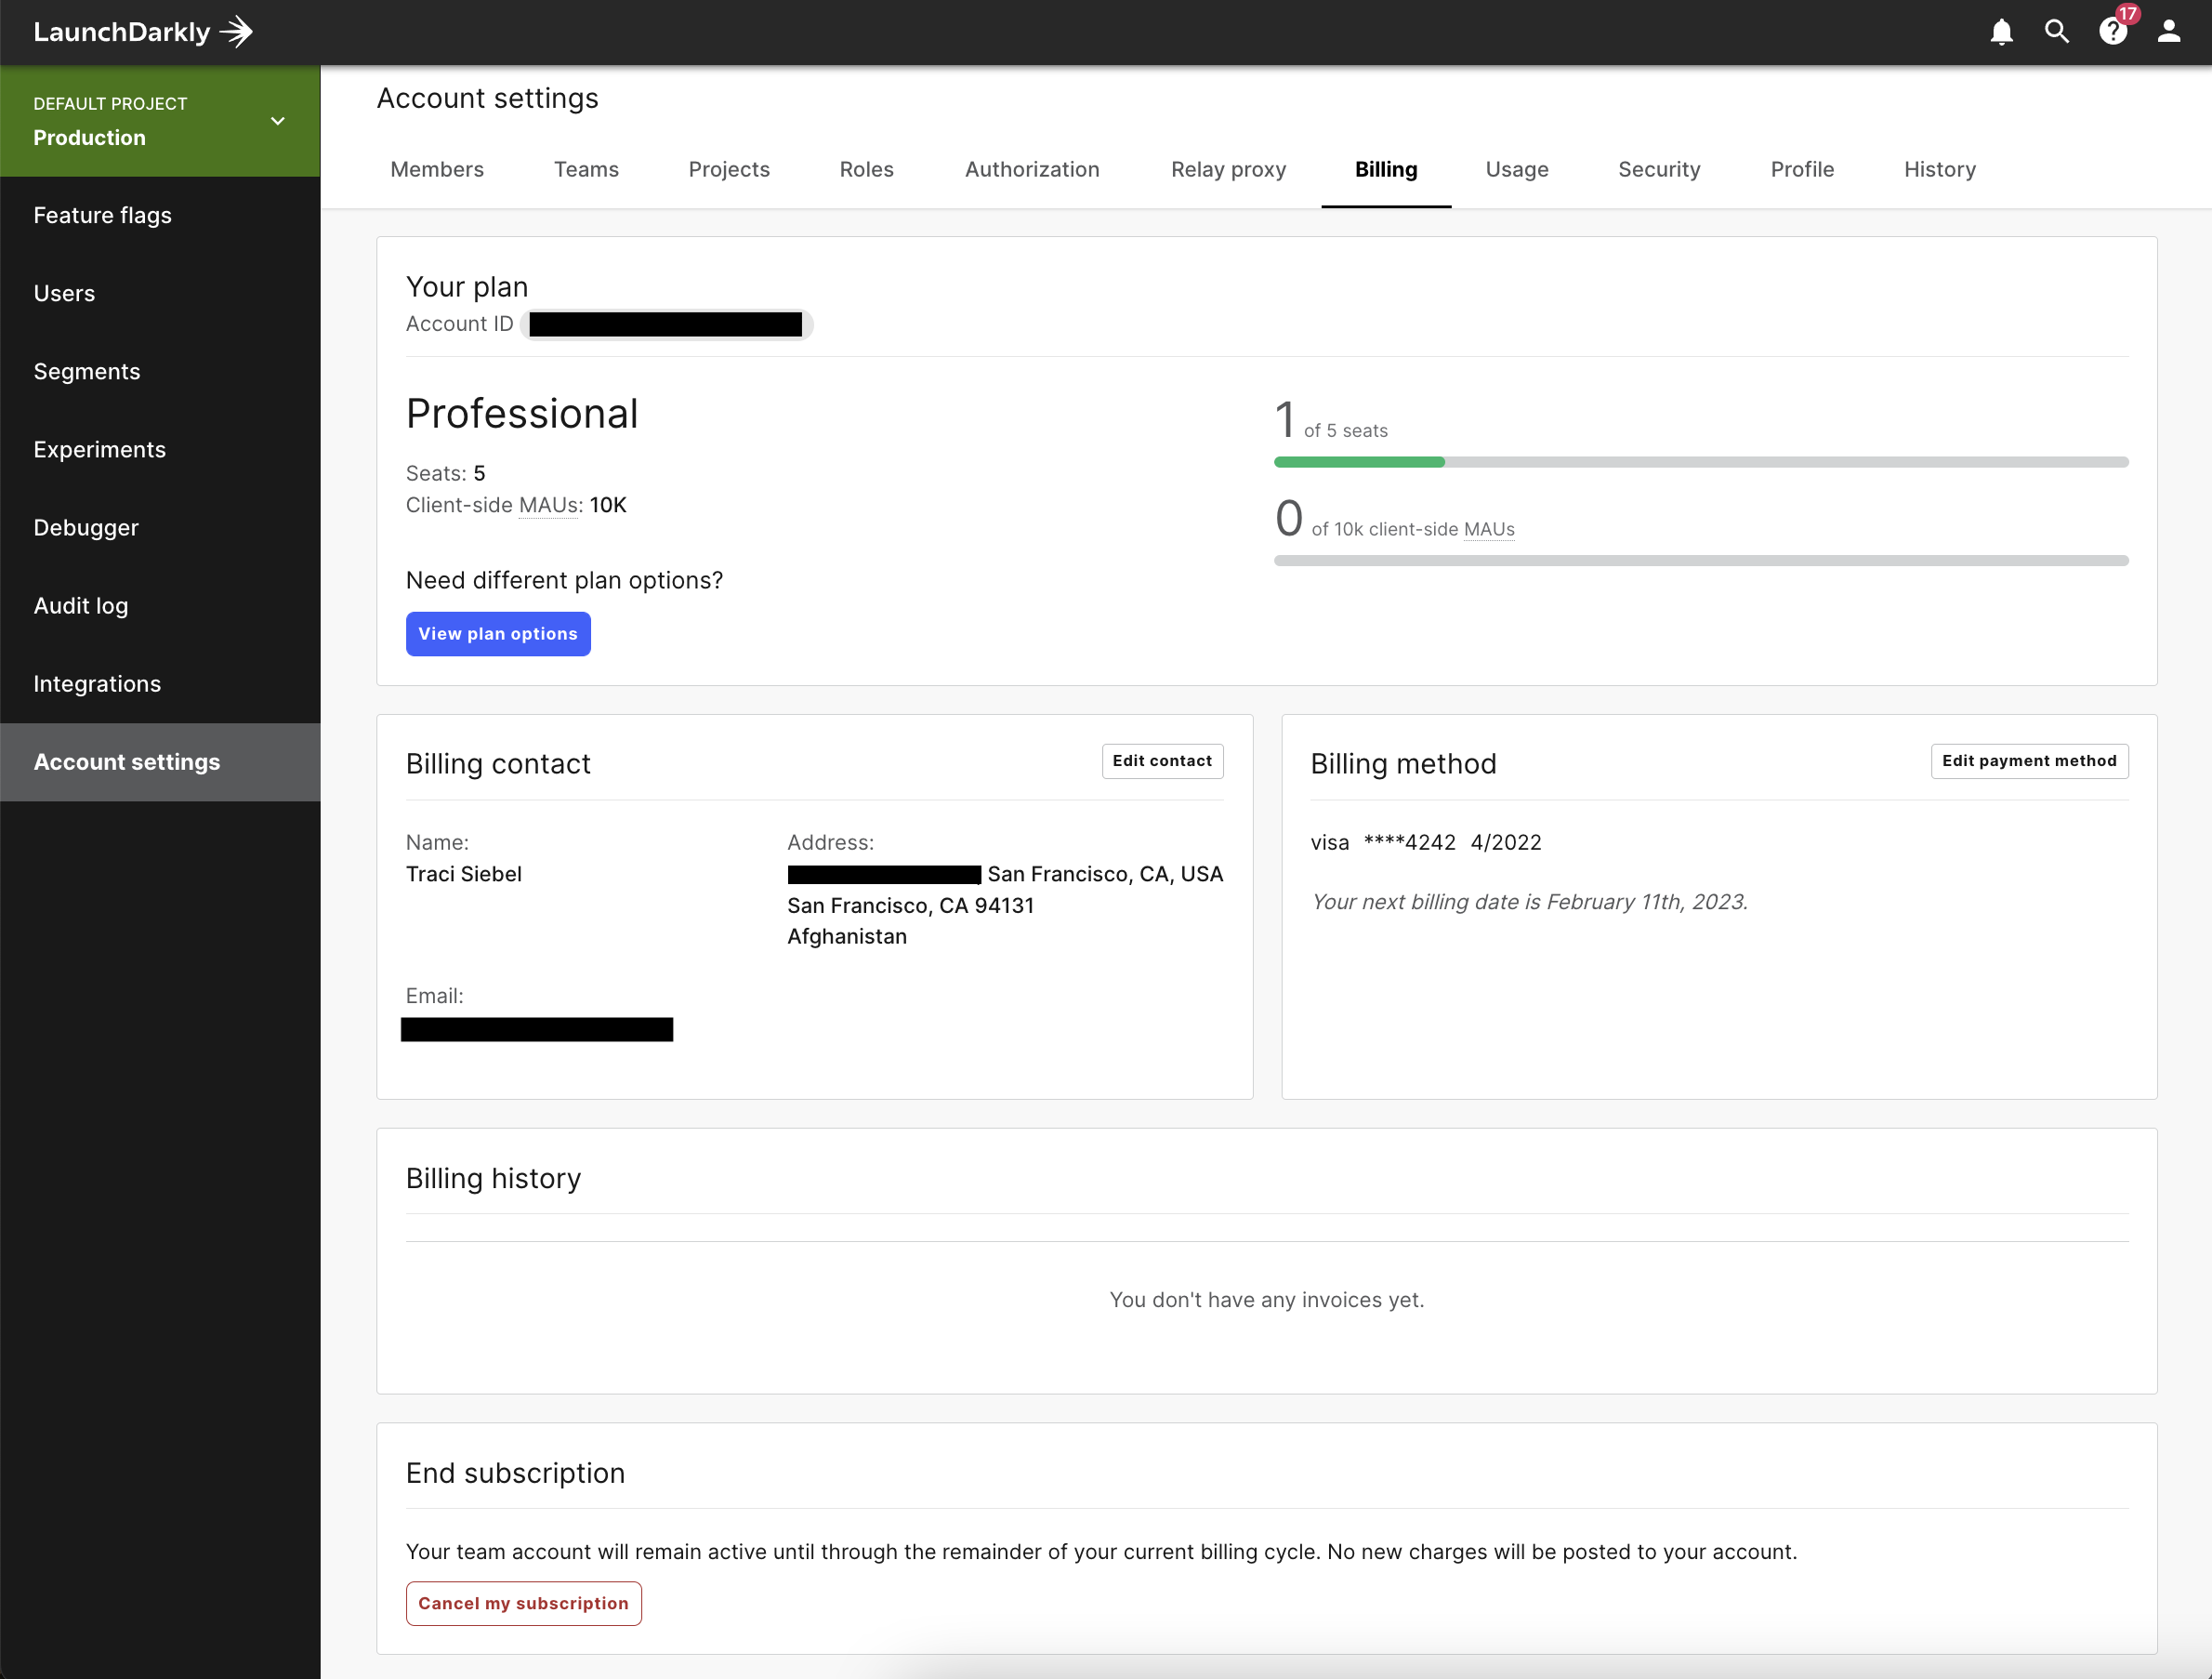 LaunchDarkly
17
DEFAULT PROJECT
Production
Feature flags
Users
Segments
Experiments
Debugger
Audit log
Integrations
Account settings
Account settings
Members Teams Projects Roles Authorization Relay proxy Billing Usage Security Profile History
Your plan
Account ID
Professional
Seats: 5
Client-side MAUs: 10K
Need different plan options?
View plan options
1 of 5 seats
0 of 10k client-side MAUs
Billing contact
Edit contact
Name:
Traci Siebel
Address:
San Francisco, CA, USA
San Francisco, CA 94131
Afghanistan
Email:
Billing method
Edit payment method
visa ****4242 4/2022
Your next billing date is February 11th, 2023.
Billing history
You don't have any invoices yet.
End subscription
Your team account will remain active until through the remainder of your current billing cycle. No new charges will be posted to your account.
Cancel my subscription